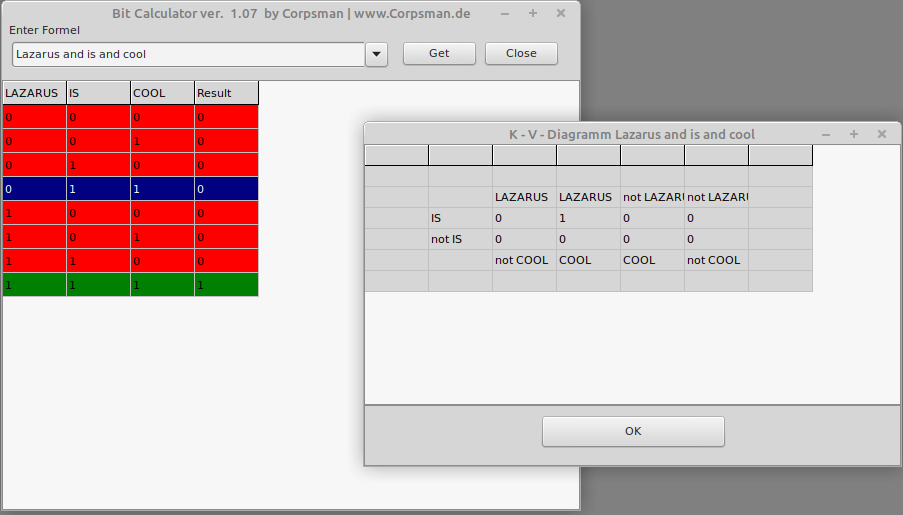 Bit Calculator ver. 1.07 by Corpsman | www.Corpsman.de
Enter Formel
Lazarus and is and cool
Get
Close
LAZARUS IS COOL Result
0 0 0 0
0 0 1 0
0 1 0 0
0 1 1 0
1 0 0 0
1 0 1 0
1 1 0 0
1 1 1 1
K - V - Diagramm Lazarus and is and cool
LAZARUS LAZARUS not LAZARU not LAZARU
IS 0 1 0 0
not IS 0 0 0 0
not COOL COOL COOL not COOL
OK